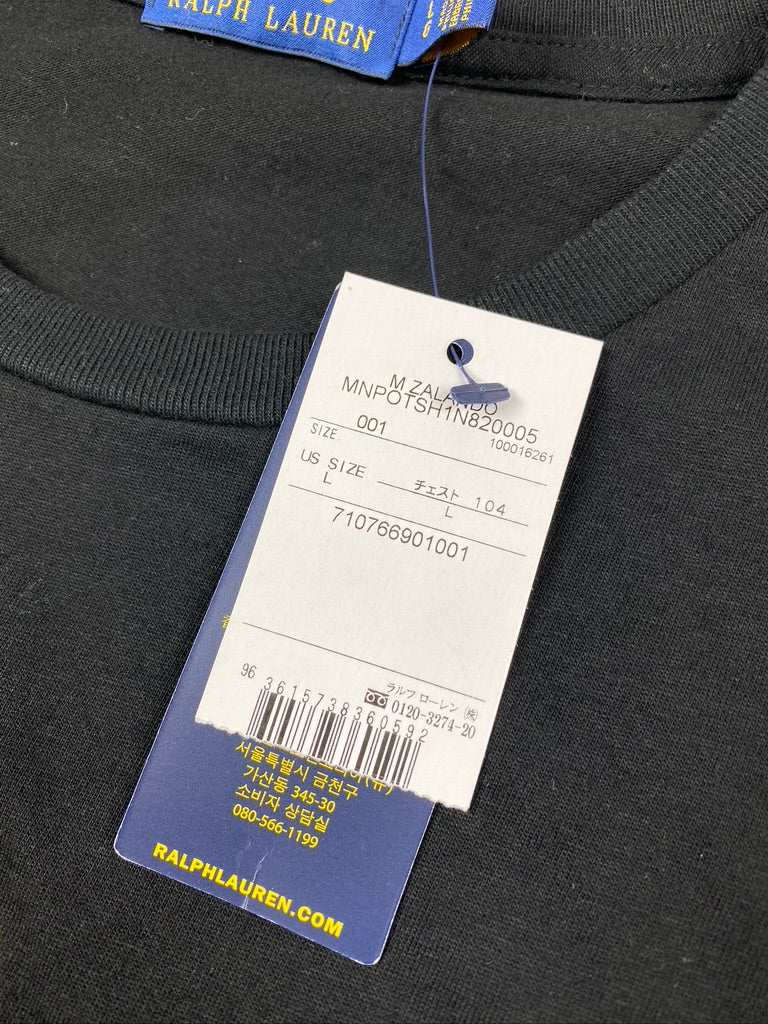 RALPH LAUREN
M ZALANDO
MNPOTSH1N820005
001
100016261
SIZE
US SIZE
チェスト 104
L
L
710766901001
96
3615738360592
ラルフ ローレン ㈱
0120-3274-20
서울특별시 금천구
가산동 345-30
소비자 상담실
080-566-1199
RALPHLAUREN.COM